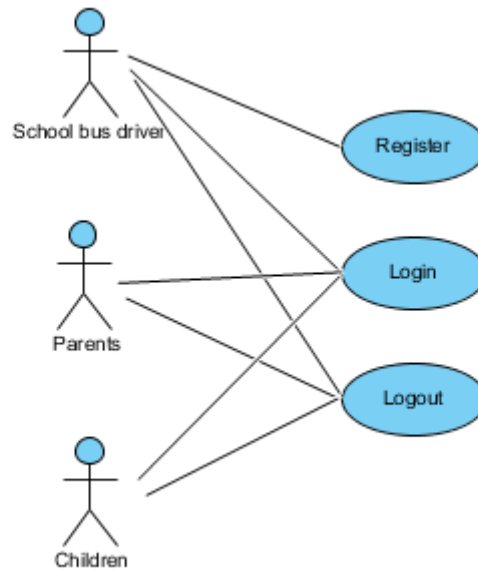 School bus driver
Register
Login
Parents
Logout
Children